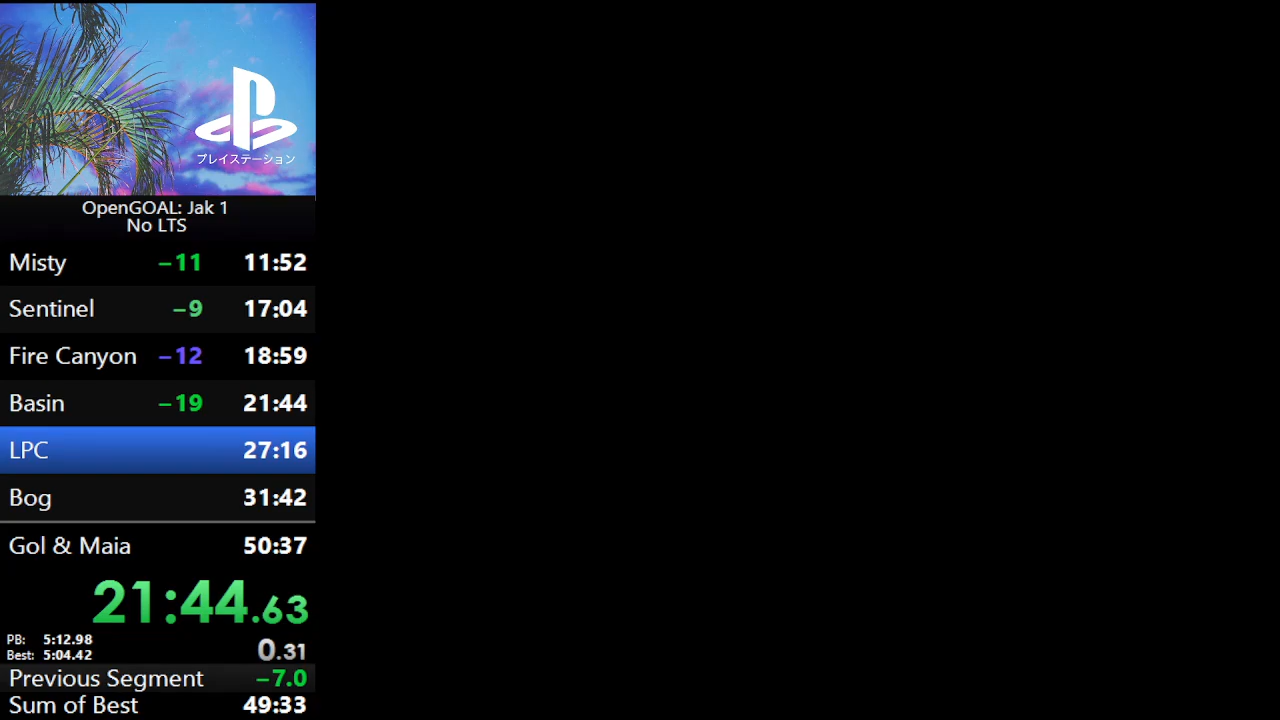 プレイステーション
OpenGOAL: Jak 1
No LTS
Misty -11 11:52
Sentinel -9 17:04
Fire Canyon -12 18:59
Basin -19 21:44
LPC 27:16
Bog 31:42
Gol & Maia 50:37
21:44.63
PB: 5:12.98
Best: 5:04.42
0.31
Previous Segment -7.0
Sum of Best 49:33